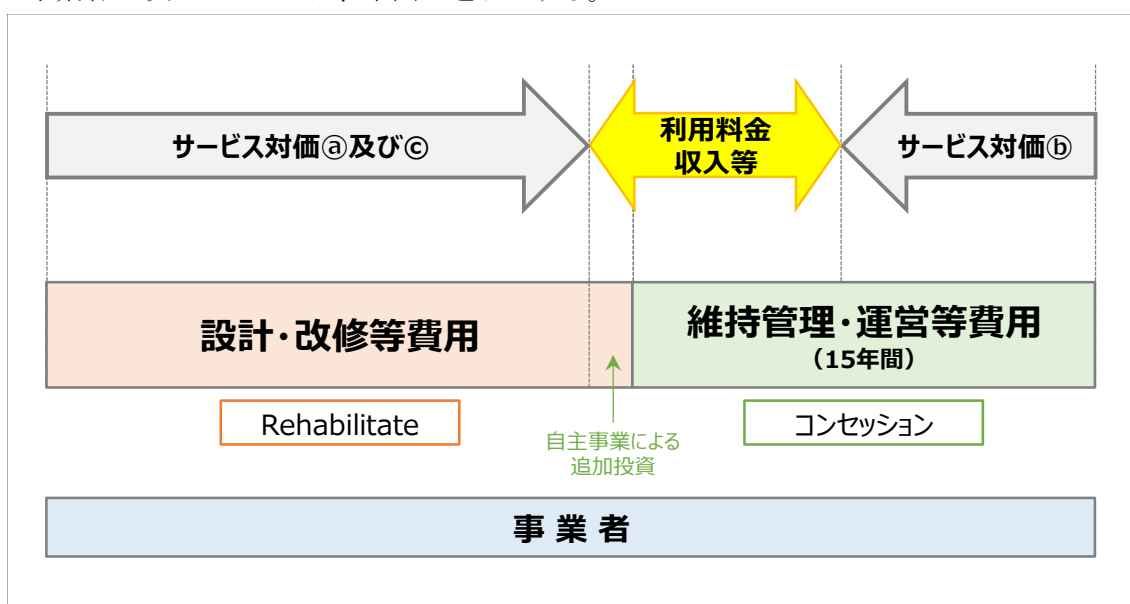 サービス対価ⓐ及びⓒ
利用料金
収入等
サービス対価ⓑ
設計・改修等費用
維持管理・運営等費用
（15年間）
Rehabilitate
自主事業による
追加投資
コンセッション
事 業 者